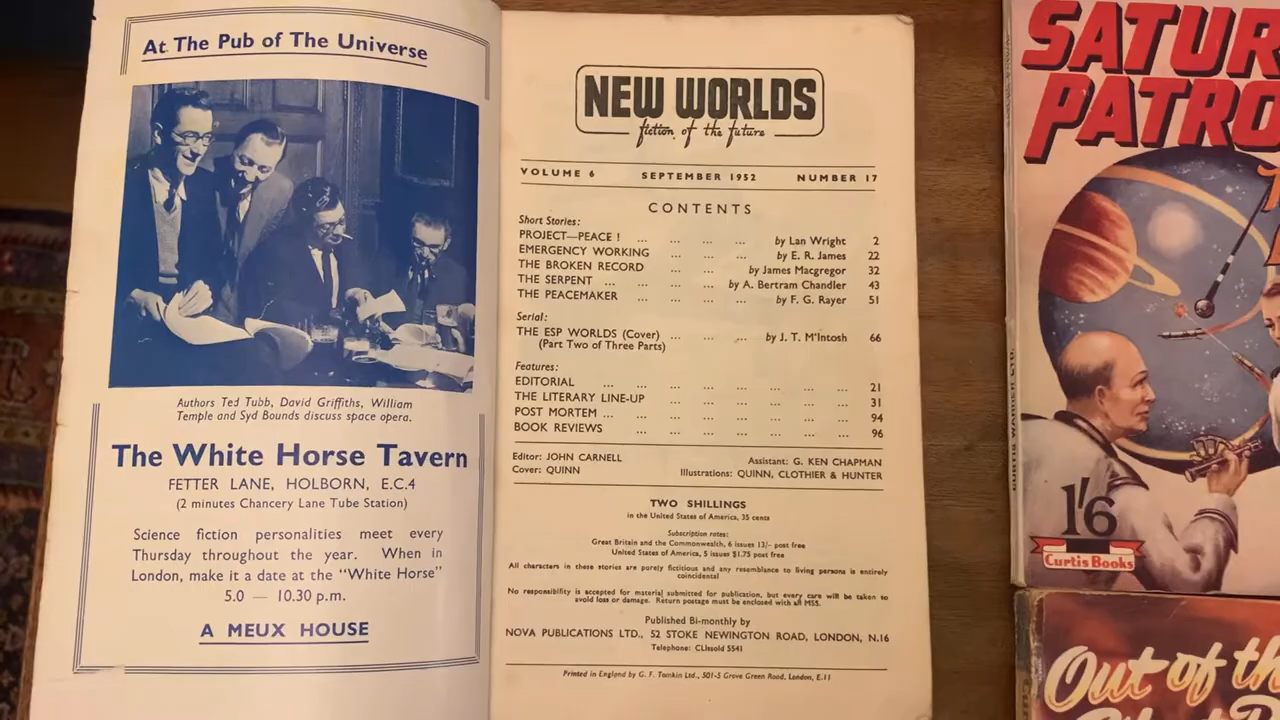 At The Pub of The Universe
Authors Ted Tubb, David Griffiths, William
Temple and Syd Bounds discuss space opera.
The White Horse Tavern
FETTER LANE, HOLBORN, E.C.4
(2 minutes Chancery Lane Tube Station)
Science fiction personalities meet every
Thursday throughout the year. When in
London, make it a date at the "White Horse"
5.0 — 10.30 p.m.
A MEUX HOUSE
NEW WORLDS
fiction of the future
VOLUME 6 SEPTEMBER 1952 NUMBER 17
CONTENTS
Short Stories:
PROJECT—PEACE ! ... ... ... ... by Lan Wright 2
EMERGENCY WORKING ... ... ... by E. R. James 22
THE BROKEN RECORD ... ... by James Macgregor 32
THE SERPENT ... ... ... ... by A. Bertram Chandler 43
THE PEACEMAKER ... ... ... by F. G. Rayer 51
Serial:
THE ESP WORLDS (Cover) ... ... ... by J. T. M'Intosh 66
(Part Two of Three Parts)
Features:
EDITORIAL ... ... ... ... ... ... ... ... 21
THE LITERARY LINE-UP ... ... ... ... ... ... 31
POST MORTEM ... ... ... ... ... ... ... ... 94
BOOK REVIEWS ... ... ... ... ... ... ... 96
Editor: JOHN CARNELL Assistant: G. KEN CHAPMAN
Cover: QUINN Illustrations: QUINN, CLOTHIER & HUNTER
TWO SHILLINGS
in the United States of America, 35 cents
Subscription rates:
Great Britain and the Commonwealth, 6 issues 13/- post free
United States of America, 5 issues $1.75 post free
All characters in these stories are purely fictitious and any resemblance to living persons is entirely
coincidental
No responsibility is accepted for material submitted for publication, but every care will be taken to
avoid loss or damage. Return postage must be enclosed with all MSS.
Published Bi-monthly by
NOVA PUBLICATIONS LTD., 52 STOKE NEWINGTON ROAD, LONDON, N.16
Telephone: CLIssold 5541
Printed in England by G. F. Tomkin Ltd., 501-5 Grove Green Road, London, E.11
SATUR
PATRO
CURTIS WARREN LTD.
1/6
Curtis Books
Out of th